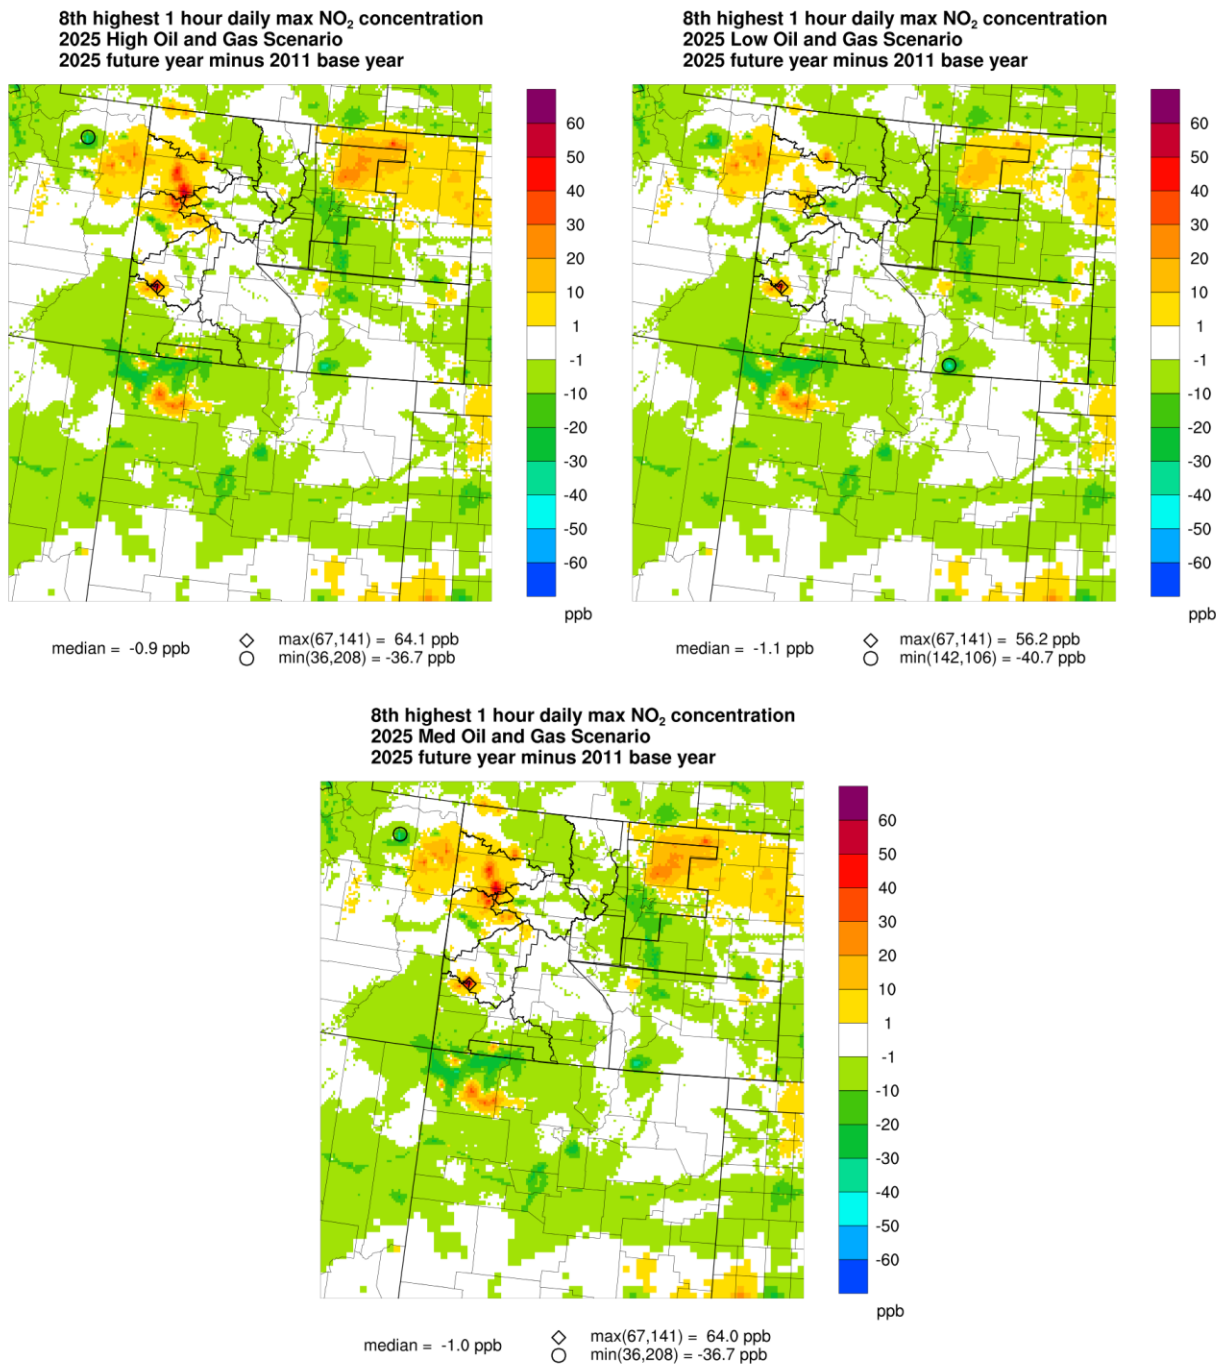 8th highest 1 hour daily max NO₂ concentration
2025 High Oil and Gas Scenario
2025 future year minus 2011 base year
60
50
40
30
20
10
1
-1
-10
-20
-30
-40
-50
-60
ppb
median = -0.9 ppb
max(67,141) = 64.1 ppb
min(36,208) = -36.7 ppb
8th highest 1 hour daily max NO₂ concentration
2025 Low Oil and Gas Scenario
2025 future year minus 2011 base year
60
50
40
30
20
10
1
-1
-10
-20
-30
-40
-50
-60
ppb
median = -1.1 ppb
max(67,141) = 56.2 ppb
min(142,106) = -40.7 ppb
8th highest 1 hour daily max NO₂ concentration
2025 Med Oil and Gas Scenario
2025 future year minus 2011 base year
60
50
40
30
20
10
1
-1
-10
-20
-30
-40
-50
-60
ppb
median = -1.0 ppb
max(67,141) = 64.0 ppb
min(36,208) = -36.7 ppb